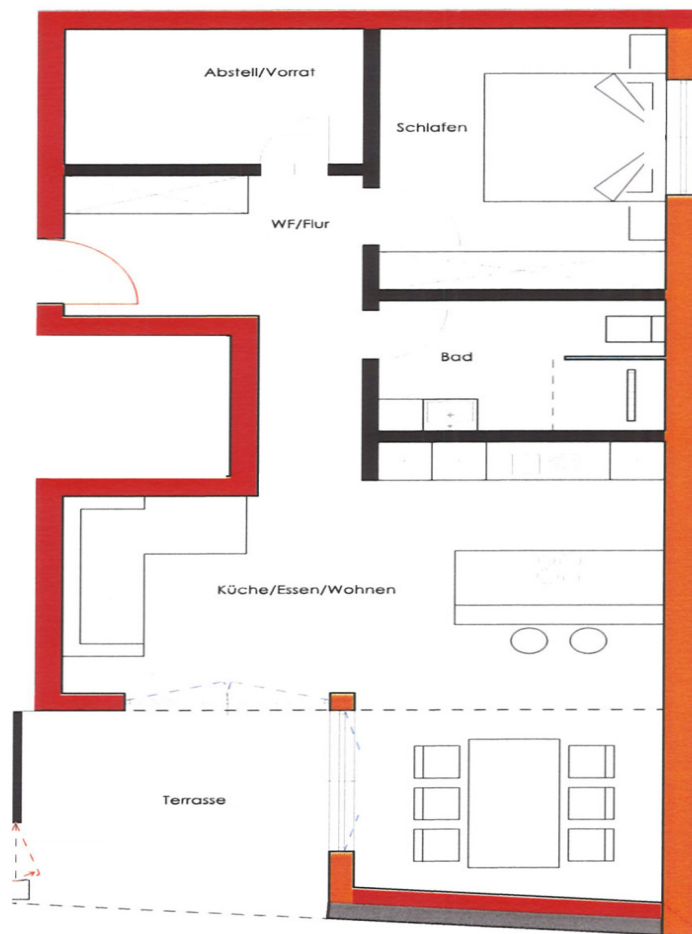 Abstell/Vorrat
Schlafen
WF/Flur
Bad
Küche/Essen/Wohnen
Terrasse